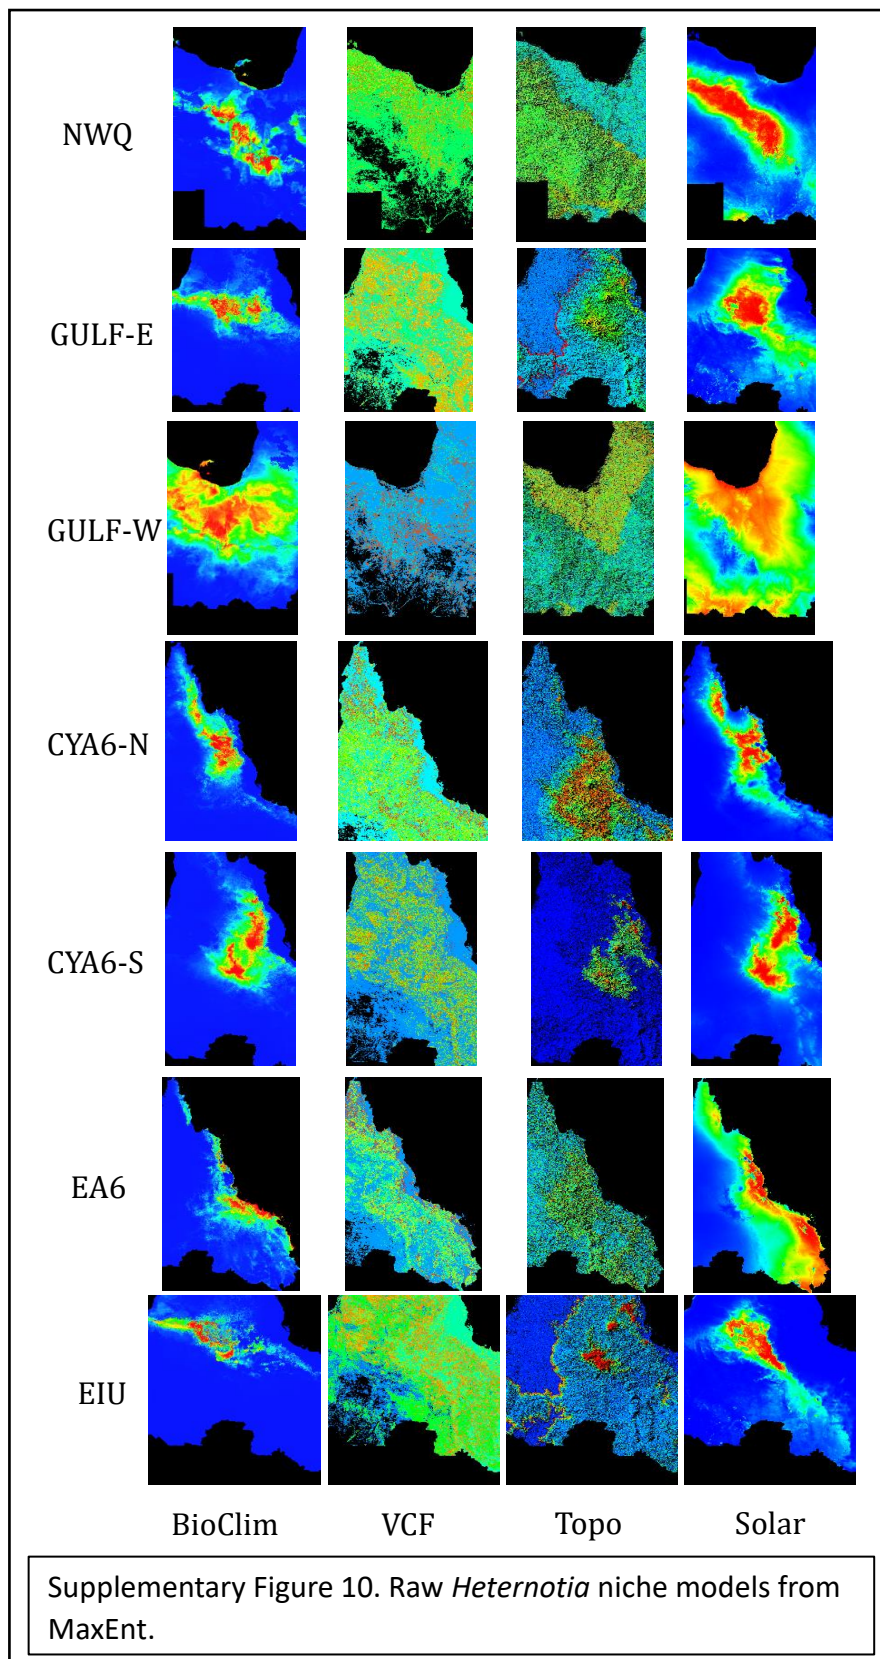 NWQ
GULF-E
GULF-W
CYA6-N
CYA6-S
EA6
EIU
BioClim VCF Topo Solar
Supplementary Figure 10. Raw Heternotia niche models from
MaxEnt.